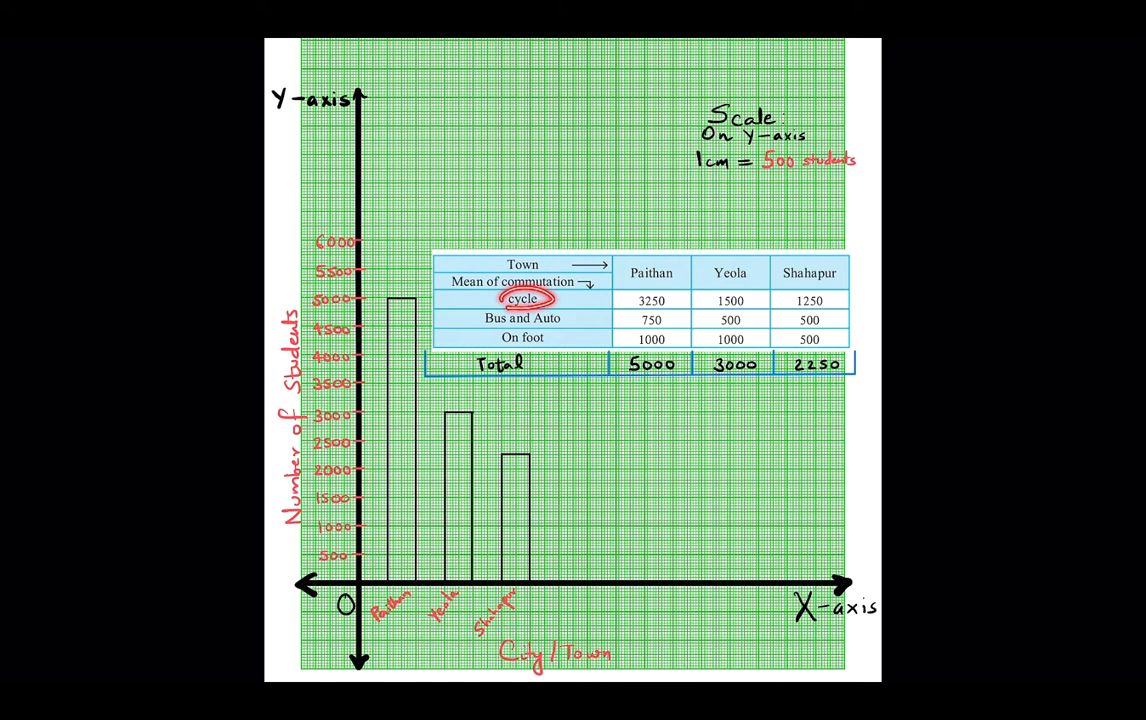 Y-axis
Scale:
On Y-axis
1cm = 500 students
6000
5500
5000
4500
4000
3500
3000
2500
2000
1500
1000
500
Number of Students
Town Paithan Yeola Shahapur
Mean of commutation
cycle 3250 1500 1250
Bus and Auto 750 500 500
On foot 1000 1000 500
Total 5000 3000 2250
O
Paithan
Yeola
Shahapur
X-axis
City/Town